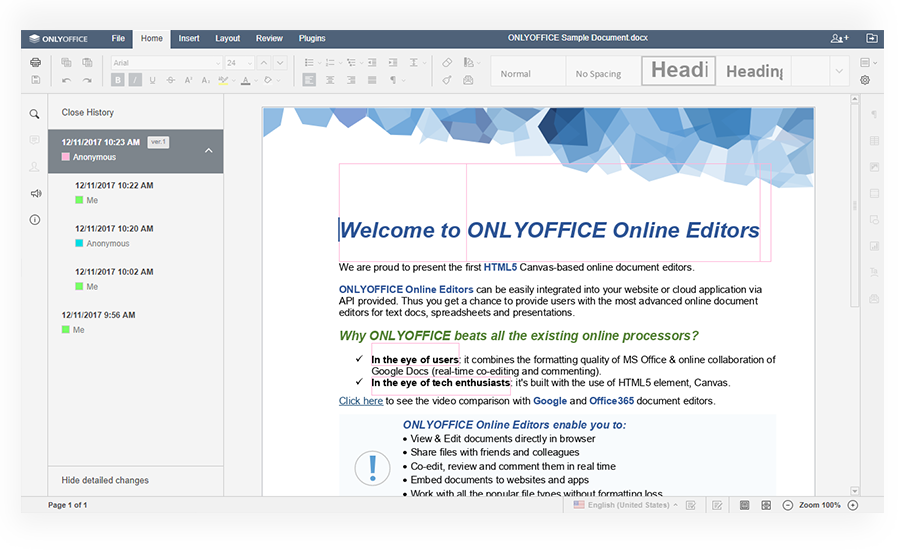 ONLYOFFICE File Home Insert Layout Review Plugins ONLYOFFICE Sample Document.docx
Arial 24
Normal No Spacing Headi Heading
Close History
12/11/2017 10:23 AM ver.1
Anonymous
12/11/2017 10:22 AM
Me
12/11/2017 10:20 AM
Anonymous
12/11/2017 10:02 AM
Me
12/11/2017 9:56 AM
Me
Hide detailed changes
Welcome to ONLYOFFICE Online Editors
We are proud to present the first HTML5 Canvas-based online document editors.
ONLYOFFICE Online Editors can be easily integrated into your website or cloud application via
API provided. Thus you get a chance to provide users with the most advanced online document
editors for text docs, spreadsheets and presentations.
Why ONLYOFFICE beats all the existing online processors?
In the eye of users: it combines the formatting quality of MS Office & online collaboration of
Google Docs (real-time co-editing and commenting).
In the eye of tech enthusiasts: it's built with the use of HTML5 element, Canvas.
Click here to see the video comparison with Google and Office365 document editors.
ONLYOFFICE Online Editors enable you to:
• View & Edit documents directly in browser
• Share files with friends and colleagues
• Co-edit, review and comment them in real time
• Embed documents to websites and apps
• Work with all the popular file types without formatting loss
Page 1 of 1 English (United States) Zoom 100%